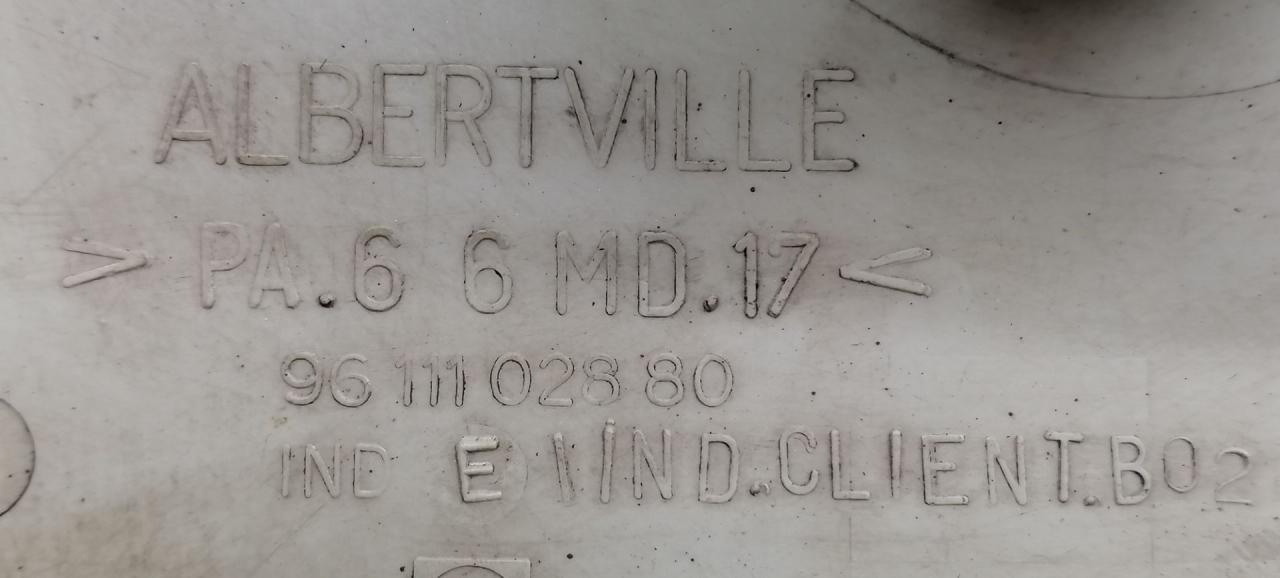 ALBERTVILLE
>PA.6 6 MD.17<
96 111 028 80
IND E \ IND.CLIENT.B02